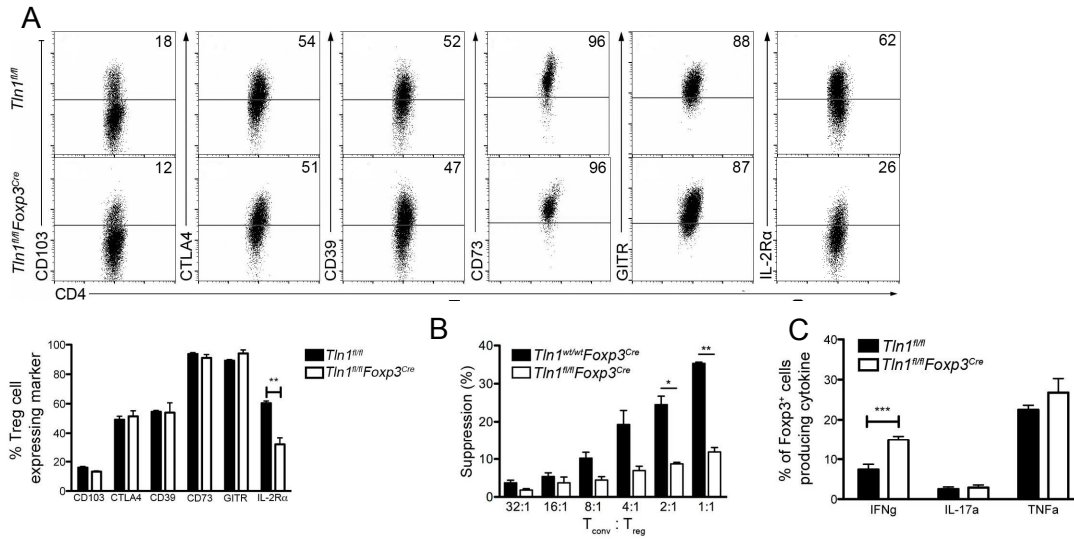 A
Tln1fl/fl
18
54
52
96
88
62
Tln1fl/flFoxp3Cre
12
51
47
96
87
26
CD103
CTLA4
CD39
CD73
GITR
IL-2Rα
CD4
% Treg cell
expressing marker
100
80
60
40
20
0
**
CD103
CTLA4
CD39
CD73
GITR
IL-2Rα
Tln1fl/fl
Tln1fl/flFoxp3Cre
B
Suppression (%)
40
30
20
10
0
Tln1wt/wtFoxp3Cre
Tln1fl/flFoxp3Cre
*
**
32:1
16:1
8:1
4:1
2:1
1:1
Tconv : Treg
C
% of Foxp3+ cells
producing cytokine
40
30
20
10
0
Tln1fl/fl
Tln1fl/flFoxp3Cre
***
IFNg
IL-17a
TNFa